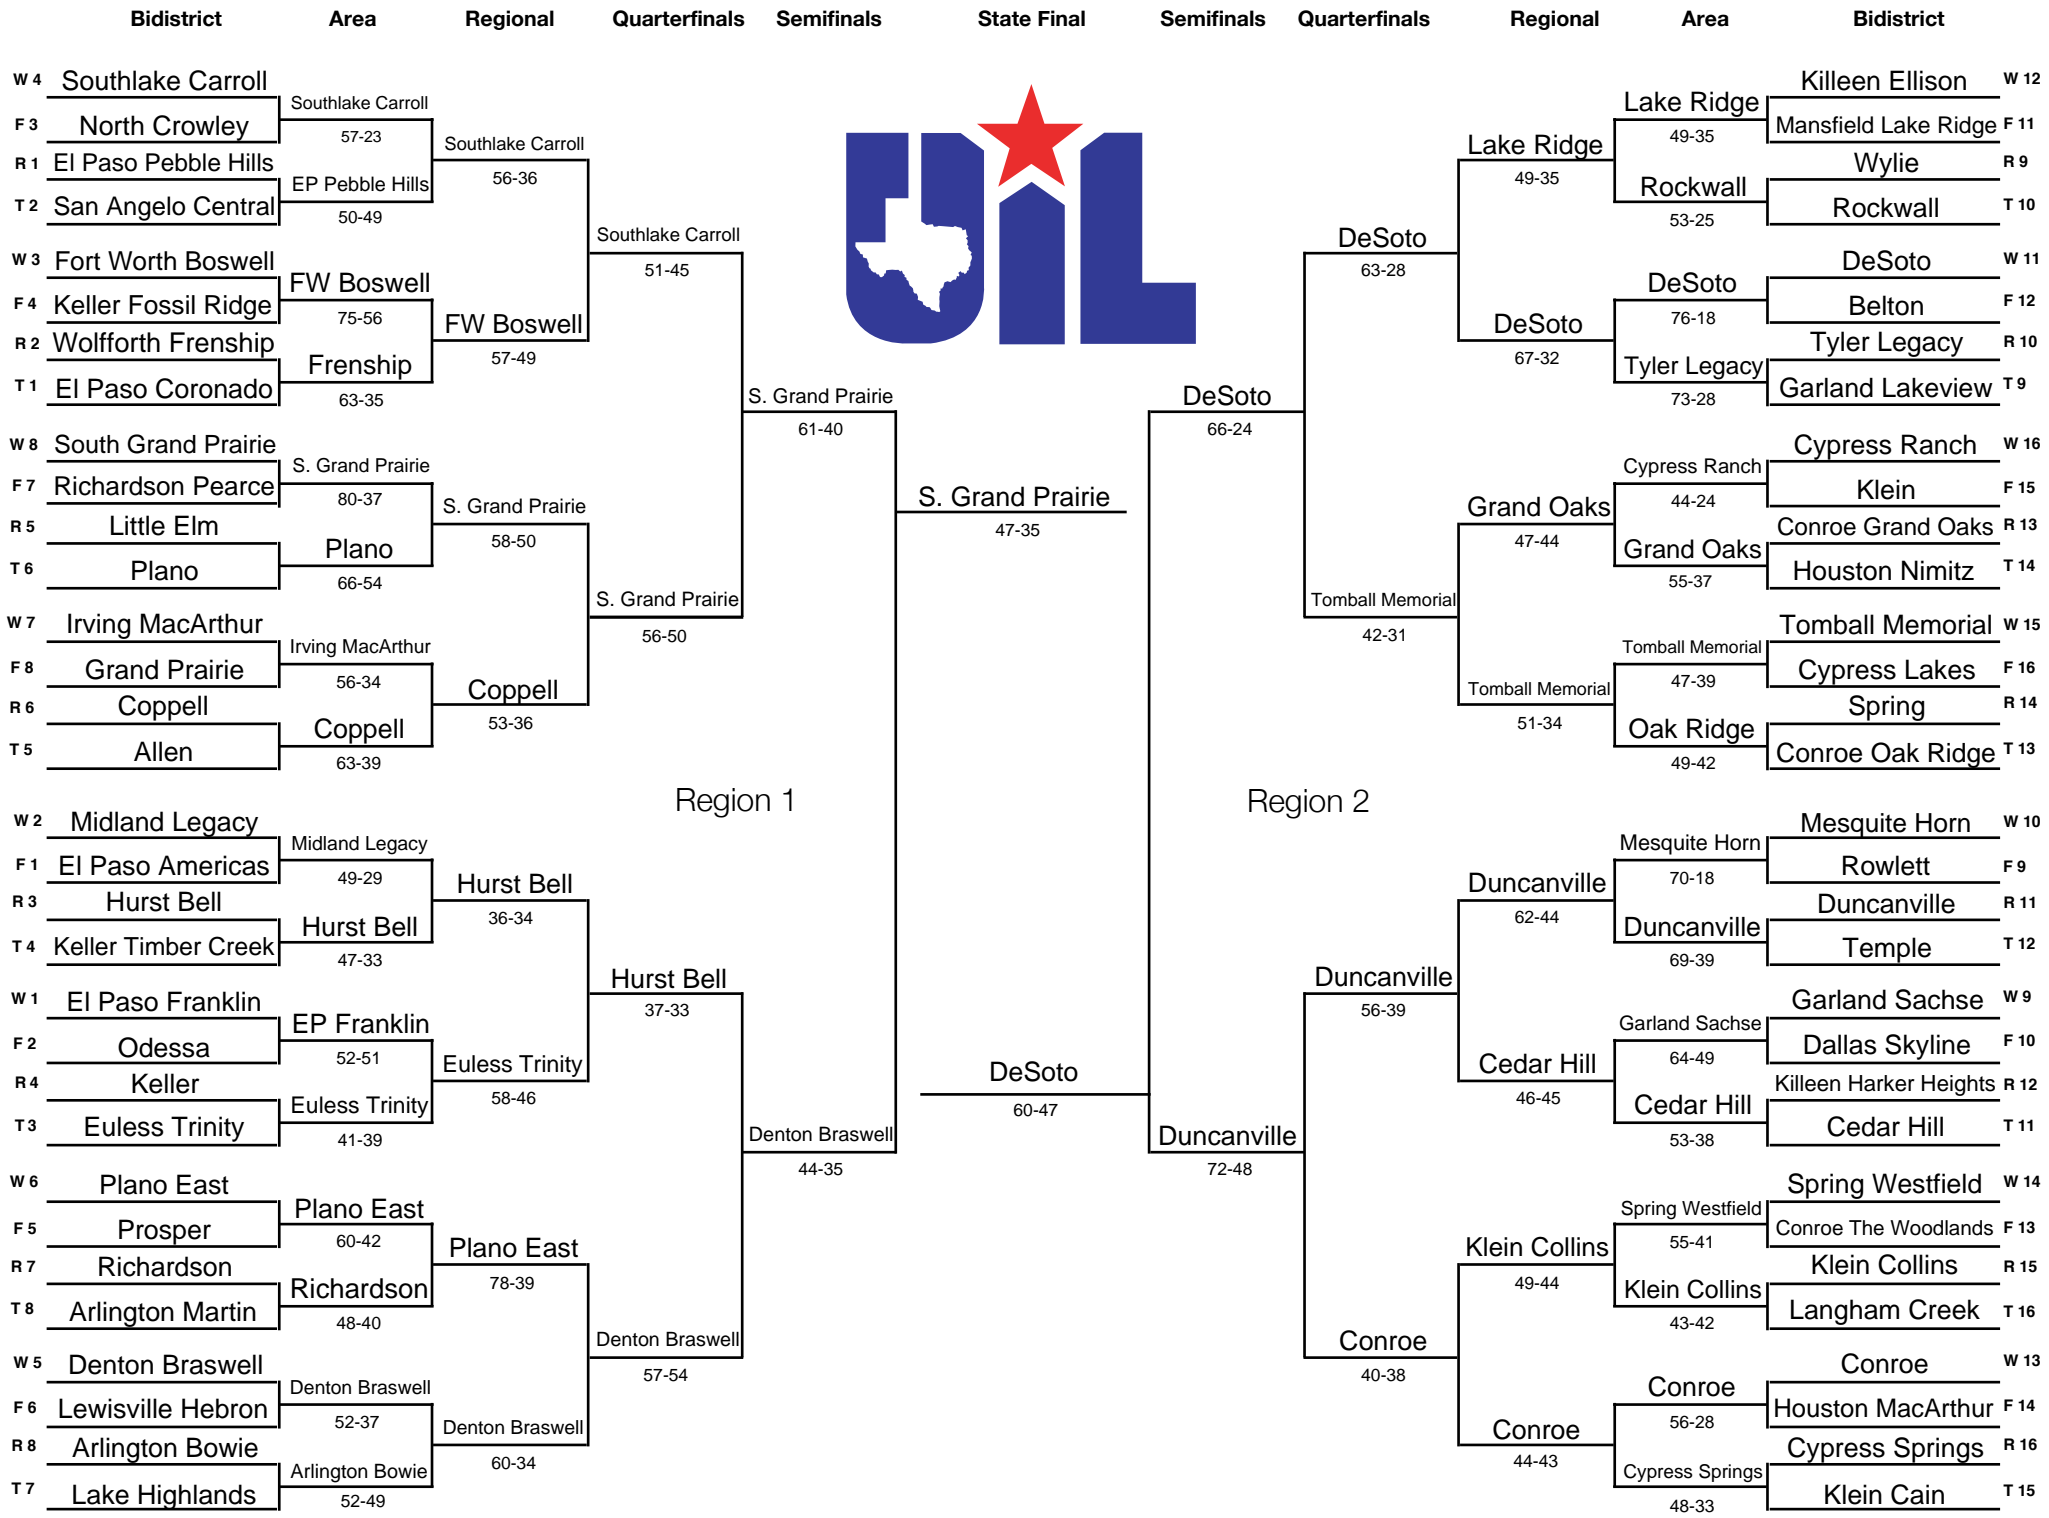 Bidistrict Area Regional Quarterfinals Semifinals State Final Semifinals Quarterfinals Regional Area Bidistrict
W 4 Southlake Carroll
F 3 North Crowley
R 1 El Paso Pebble Hills
T 2 San Angelo Central
W 3 Fort Worth Boswell
F 4 Keller Fossil Ridge
R 2 Wolfforth Frenship
T 1 El Paso Coronado
W 8 South Grand Prairie
F 7 Richardson Pearce
R 5 Little Elm
T 6 Plano
W 7 Irving MacArthur
F 8 Grand Prairie
R 6 Coppell
T 5 Allen
W 2 Midland Legacy
F 1 El Paso Americas
R 3 Hurst Bell
T 4 Keller Timber Creek
W 1 El Paso Franklin
F 2 Odessa
R 4 Keller
T 3 Euless Trinity
W 6 Plano East
F 5 Prosper
R 7 Richardson
T 8 Arlington Martin
W 5 Denton Braswell
F 6 Lewisville Hebron
R 8 Arlington Bowie
T 7 Lake Highlands
Southlake Carroll
57-23
EP Pebble Hills
50-49
FW Boswell
75-56
Frenship
63-35
S. Grand Prairie
80-37
Plano
66-54
Irving MacArthur
56-34
Coppell
63-39
Midland Legacy
49-29
Hurst Bell
47-33
EP Franklin
52-51
Euless Trinity
41-39
Plano East
60-42
Richardson
48-40
Denton Braswell
52-37
Arlington Bowie
52-49
Southlake Carroll
56-36
FW Boswell
57-49
S. Grand Prairie
58-50
Coppell
53-36
Hurst Bell
36-34
Euless Trinity
58-46
Plano East
78-39
Denton Braswell
60-34
Southlake Carroll
51-45
S. Grand Prairie
56-50
Region 1
Hurst Bell
37-33
Denton Braswell
57-54
S. Grand Prairie
61-40
Denton Braswell
44-35
UIL
S. Grand Prairie
47-35
DeSoto
60-47
DeSoto
66-24
Duncanville
72-48
DeSoto
63-28
Tomball Memorial
42-31
Region 2
Duncanville
56-39
Conroe
40-38
Lake Ridge
49-35
DeSoto
67-32
Grand Oaks
47-44
Tomball Memorial
51-34
Duncanville
62-44
Cedar Hill
46-45
Klein Collins
49-44
Conroe
44-43
Lake Ridge
49-35
Rockwall
53-25
DeSoto
76-18
Tyler Legacy
73-28
Cypress Ranch
44-24
Grand Oaks
55-37
Tomball Memorial
47-39
Oak Ridge
49-42
Mesquite Horn
70-18
Duncanville
69-39
Garland Sachse
64-49
Cedar Hill
53-38
Spring Westfield
55-41
Klein Collins
43-42
Conroe
56-28
Cypress Springs
48-33
Killeen Ellison W 12
Mansfield Lake Ridge F 11
Wylie R 9
Rockwall T 10
DeSoto W 11
Belton F 12
Tyler Legacy R 10
Garland Lakeview T 9
Cypress Ranch W 16
Klein F 15
Conroe Grand Oaks R 13
Houston Nimitz T 14
Tomball Memorial W 15
Cypress Lakes F 16
Spring R 14
Conroe Oak Ridge T 13
Mesquite Horn W 10
Rowlett F 9
Duncanville R 11
Temple T 12
Garland Sachse W 9
Dallas Skyline F 10
Killeen Harker Heights R 12
Cedar Hill T 11
Spring Westfield W 14
Conroe The Woodlands F 13
Klein Collins R 15
Langham Creek T 16
Conroe W 13
Houston MacArthur F 14
Cypress Springs R 16
Klein Cain T 15